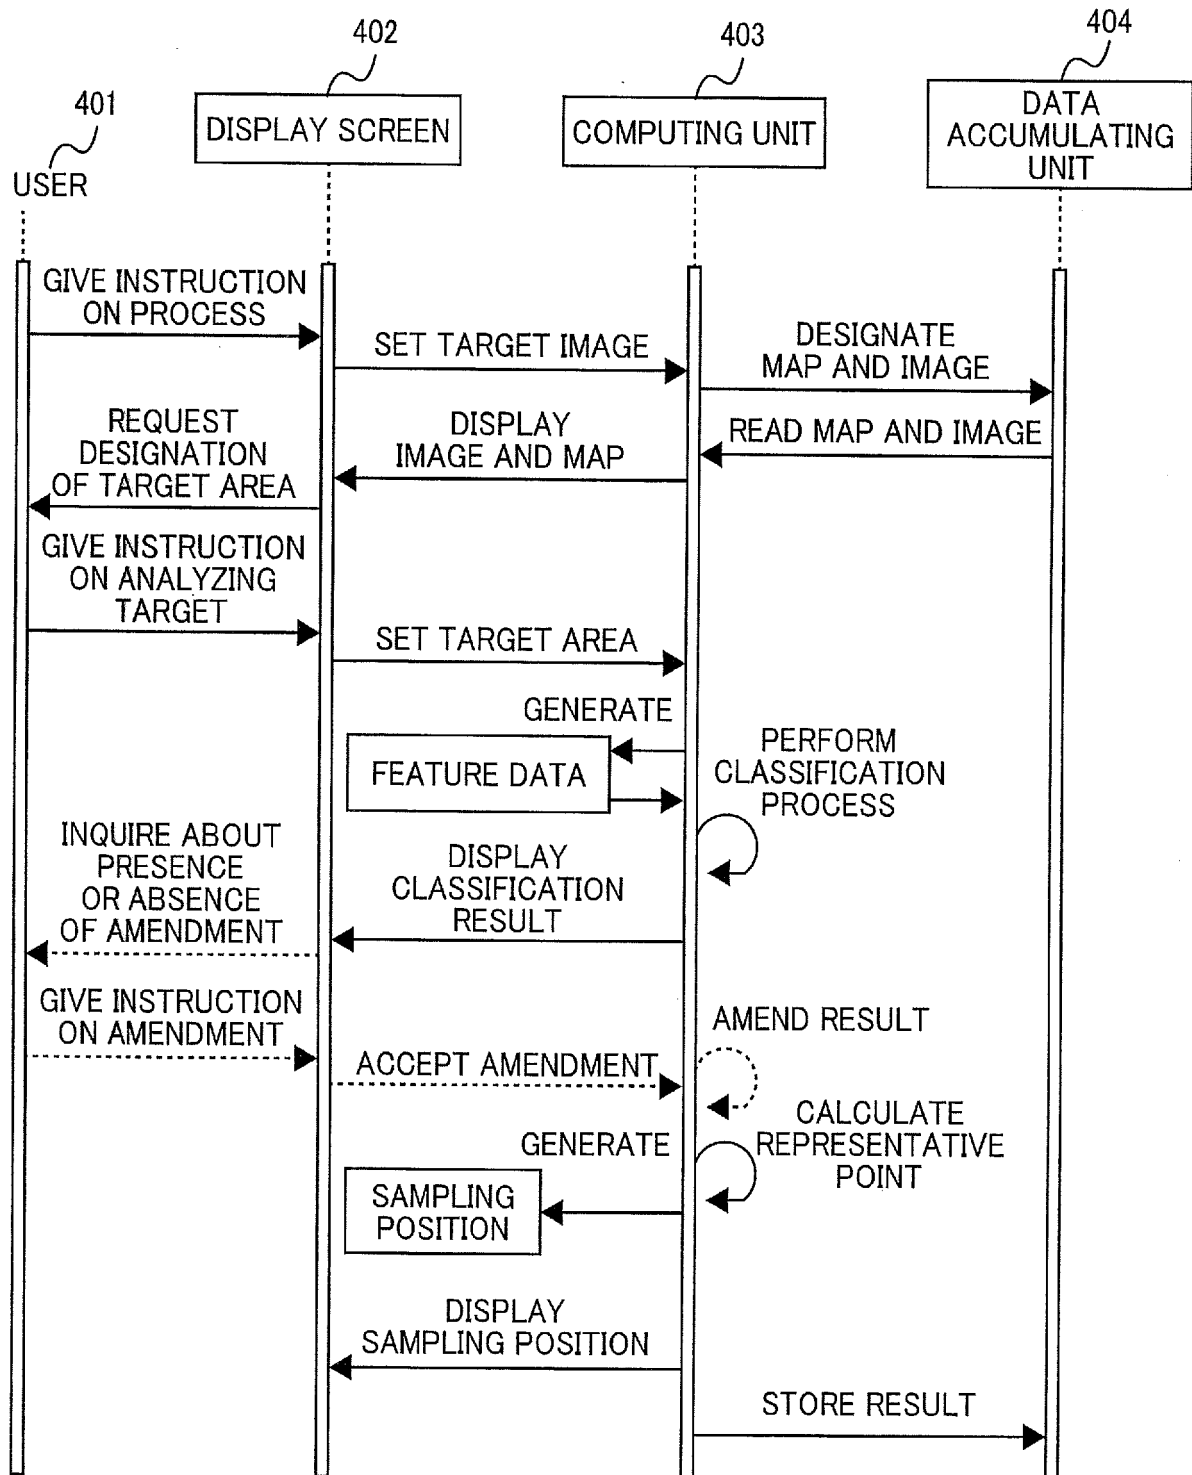 402
403
404
401
DISPLAY SCREEN
COMPUTING UNIT
DATA
ACCUMULATING
UNIT
USER
GIVE INSTRUCTION
ON PROCESS
SET TARGET IMAGE
DESIGNATE
MAP AND IMAGE
READ MAP AND IMAGE
DISPLAY
IMAGE AND MAP
REQUEST
DESIGNATION
OF TARGET AREA
GIVE INSTRUCTION
ON ANALYZING
TARGET
SET TARGET AREA
GENERATE
FEATURE DATA
PERFORM
CLASSIFICATION
PROCESS
DISPLAY
CLASSIFICATION
RESULT
INQUIRE ABOUT
PRESENCE
OR ABSENCE
OF AMENDMENT
GIVE INSTRUCTION
ON AMENDMENT
ACCEPT AMENDMENT
AMEND RESULT
CALCULATE
REPRESENTATIVE
POINT
GENERATE
SAMPLING
POSITION
DISPLAY
SAMPLING POSITION
STORE RESULT